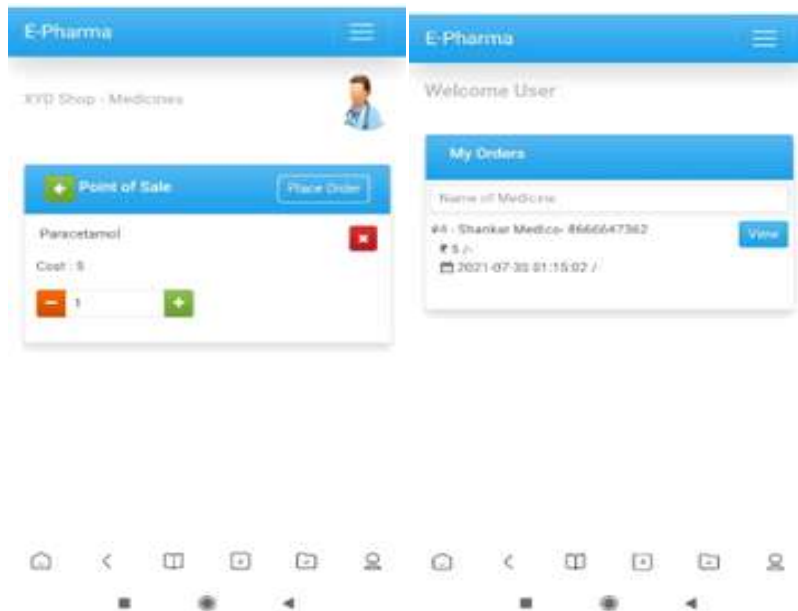 E-Pharma
XYD Shop - Medicines
Point of Sale
Place Order
Paracetamol
Cost : 5
1
E-Pharma
Welcome User
My Orders
Name of Medicine
#4 - Shankar Medico- 8666647362
₹ 5 /-
2021-07-30 01:15:02 /
View